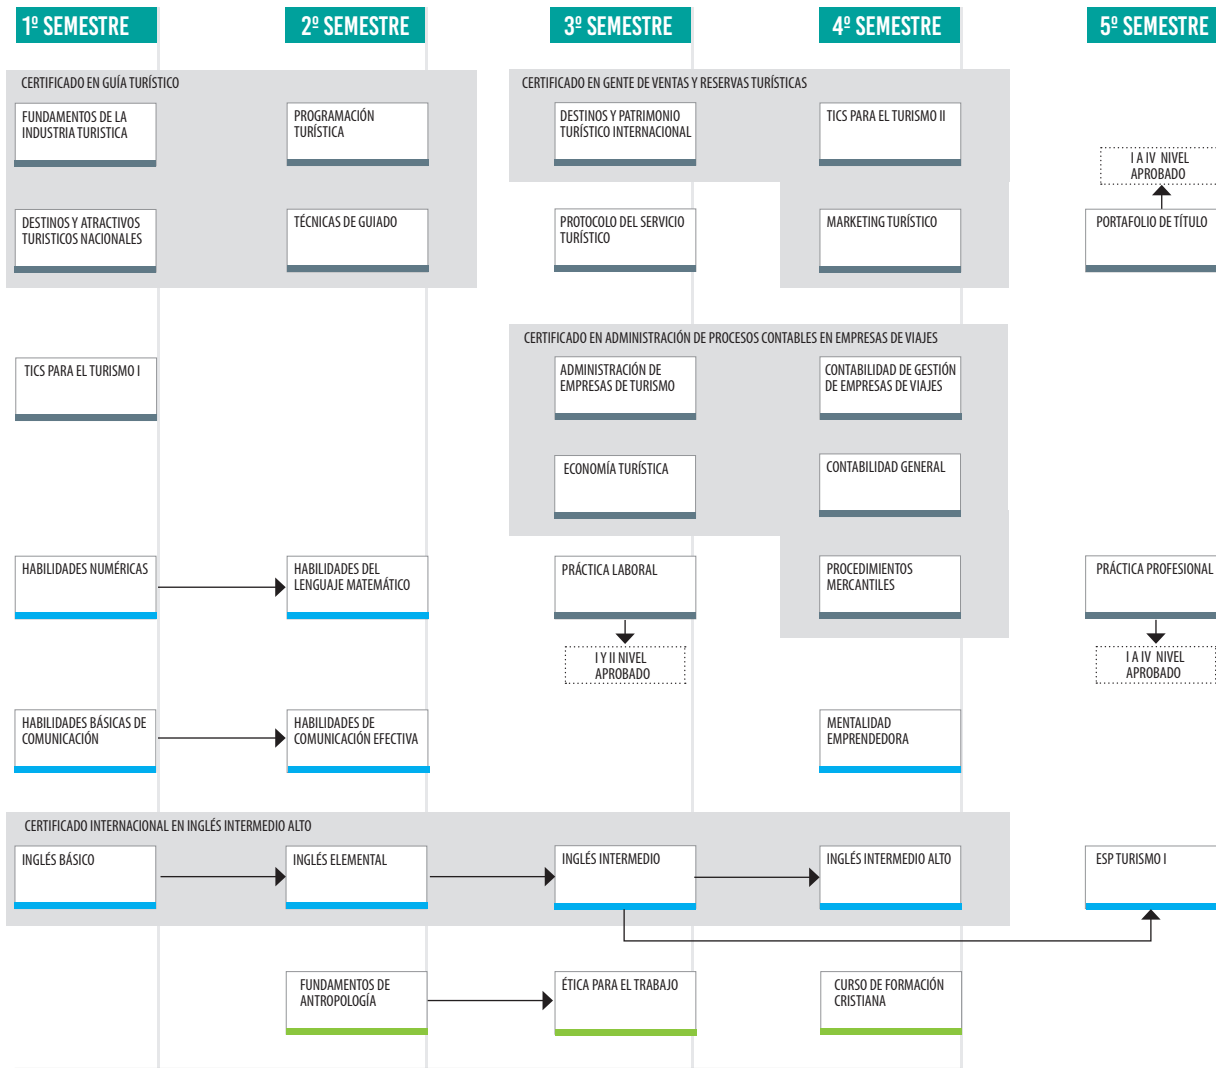 1º SEMESTRE
2º SEMESTRE
3º SEMESTRE
4º SEMESTRE
5º SEMESTRE
CERTIFICADO EN GUÍA TURÍSTICO
CERTIFICADO EN GENTE DE VENTAS Y RESERVAS TURÍSTICAS
FUNDAMENTOS DE LA
INDUSTRIA TURISTICA
PROGRAMACIÓN
TURÍSTICA
DESTINOS Y PATRIMONIO
TURÍSTICO INTERNACIONAL
TICS PARA EL TURISMO II
I A IV NIVEL
APROBADO
DESTINOS Y ATRACTIVOS
TURISTICOS NACIONALES
TÉCNICAS DE GUIADO
PROTOCOLO DEL SERVICIO
TURÍSTICO
MARKETING TURÍSTICO
PORTAFOLIO DE TÍTULO
CERTIFICADO EN ADMINISTRACIÓN DE PROCESOS CONTABLES EN EMPRESAS DE VIAJES
TICS PARA EL TURISMO I
ADMINISTRACIÓN DE
EMPRESAS DE TURISMO
CONTABILIDAD DE GESTIÓN
DE EMPRESAS DE VIAJES
ECONOMÍA TURÍSTICA
CONTABILIDAD GENERAL
HABILIDADES NUMÉRICAS
HABILIDADES DEL
LENGUAJE MATEMÁTICO
PRÁCTICA LABORAL
PROCEDIMIENTOS
MERCANTILES
PRÁCTICA PROFESIONAL
I Y II NIVEL
APROBADO
I A IV NIVEL
APROBADO
HABILIDADES BÁSICAS DE
COMUNICACIÓN
HABILIDADES DE
COMUNICACIÓN EFECTIVA
MENTALIDAD
EMPRENDEDORA
CERTIFICADO INTERNACIONAL EN INGLÉS INTERMEDIO ALTO
INGLÉS BÁSICO
INGLÉS ELEMENTAL
INGLÉS INTERMEDIO
INGLÉS INTERMEDIO ALTO
ESP TURISMO I
FUNDAMENTOS DE
ANTROPOLOGÍA
ÉTICA PARA EL TRABAJO
CURSO DE FORMACIÓN
CRISTIANA